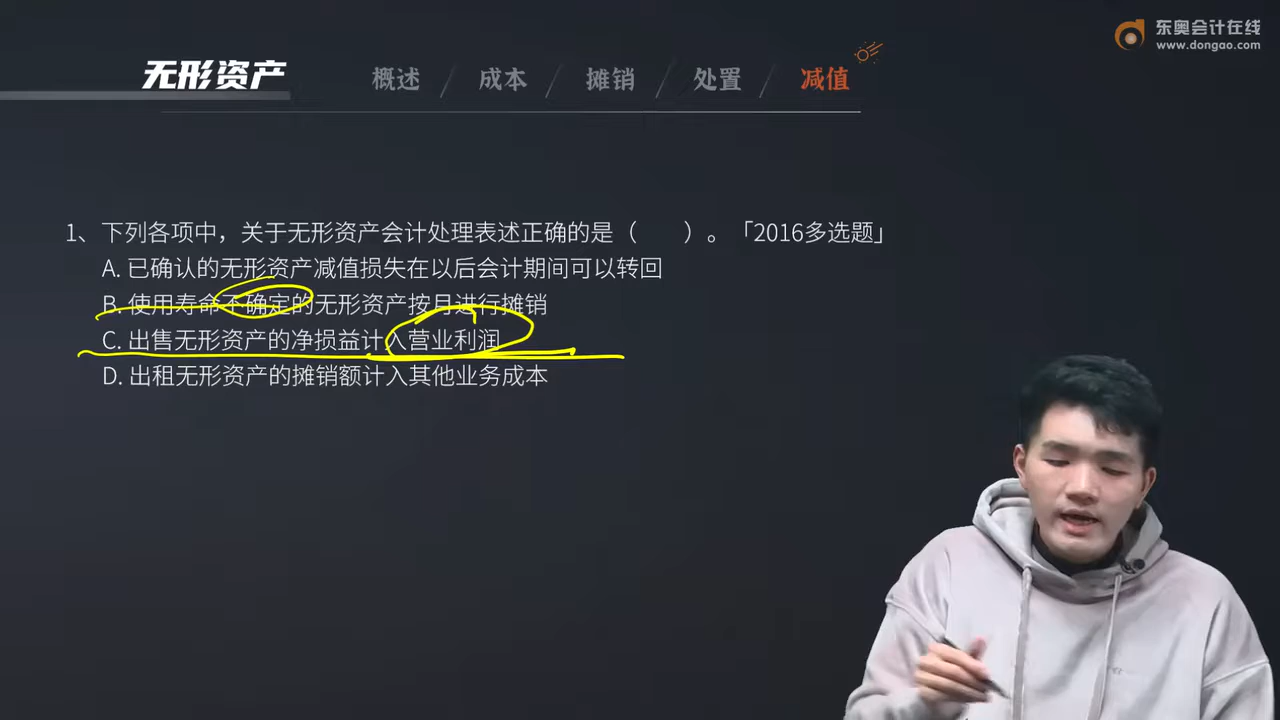 东奥会计在线
www.dongao.com
无形资产
概述 / 成本 / 摊销 / 处置 / 减值
1、下列各项中，关于无形资产会计处理表述正确的是（ ）。「2016多选题」
A. 已确认的无形资产减值损失在以后会计期间可以转回
B. 使用寿命不确定的无形资产按月进行摊销
C. 出售无形资产的净损益计入营业利润
D. 出租无形资产的摊销额计入其他业务成本